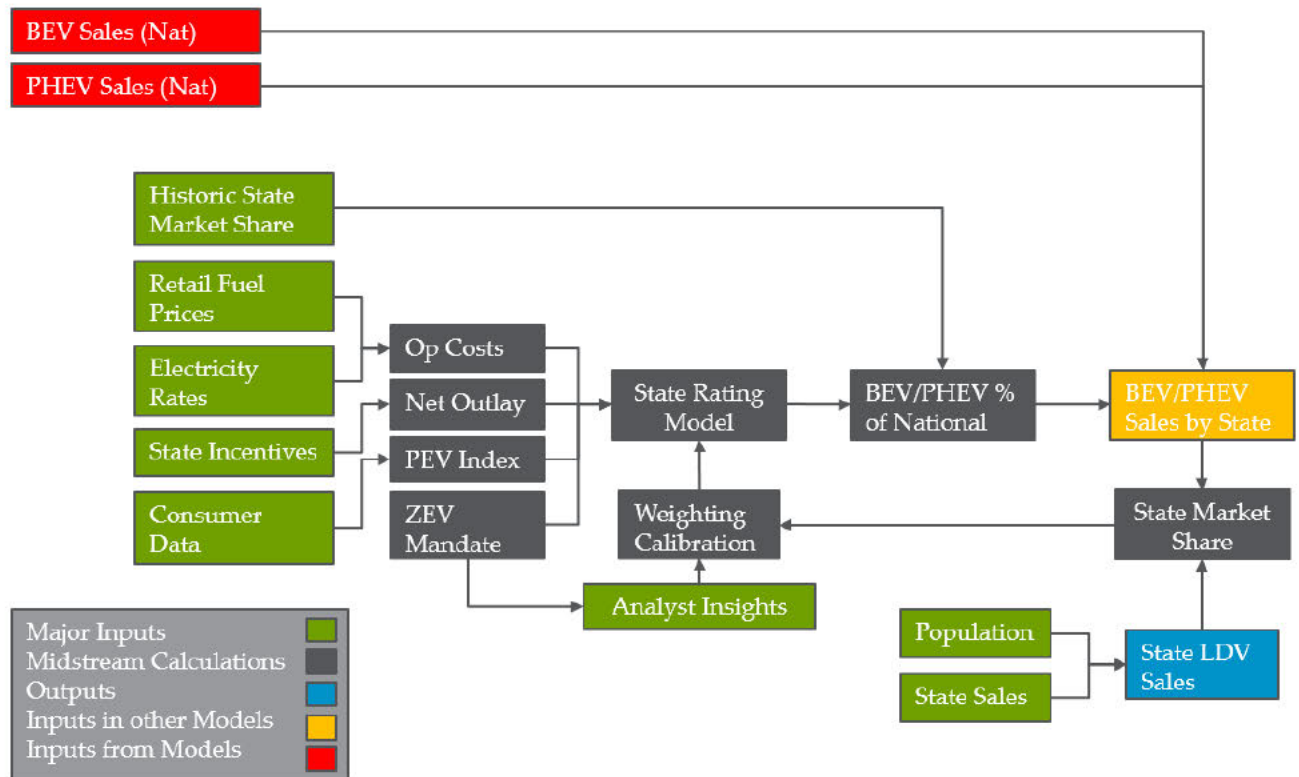 BEV Sales (Nat)
PHEV Sales (Nat)
Historic State
Market Share
Retail Fuel
Prices
Electricity
Rates
State Incentives
Consumer
Data
Op Costs
Net Outlay
PEV Index
ZEV
Mandate
State Rating
Model
Weighting
Calibration
Analyst Insights
BEV/PHEV %
of National
BEV/PHEV
Sales by State
State Market
Share
Population
State Sales
State LDV
Sales
Major Inputs
Midstream Calculations
Outputs
Inputs in other Models
Inputs from Models